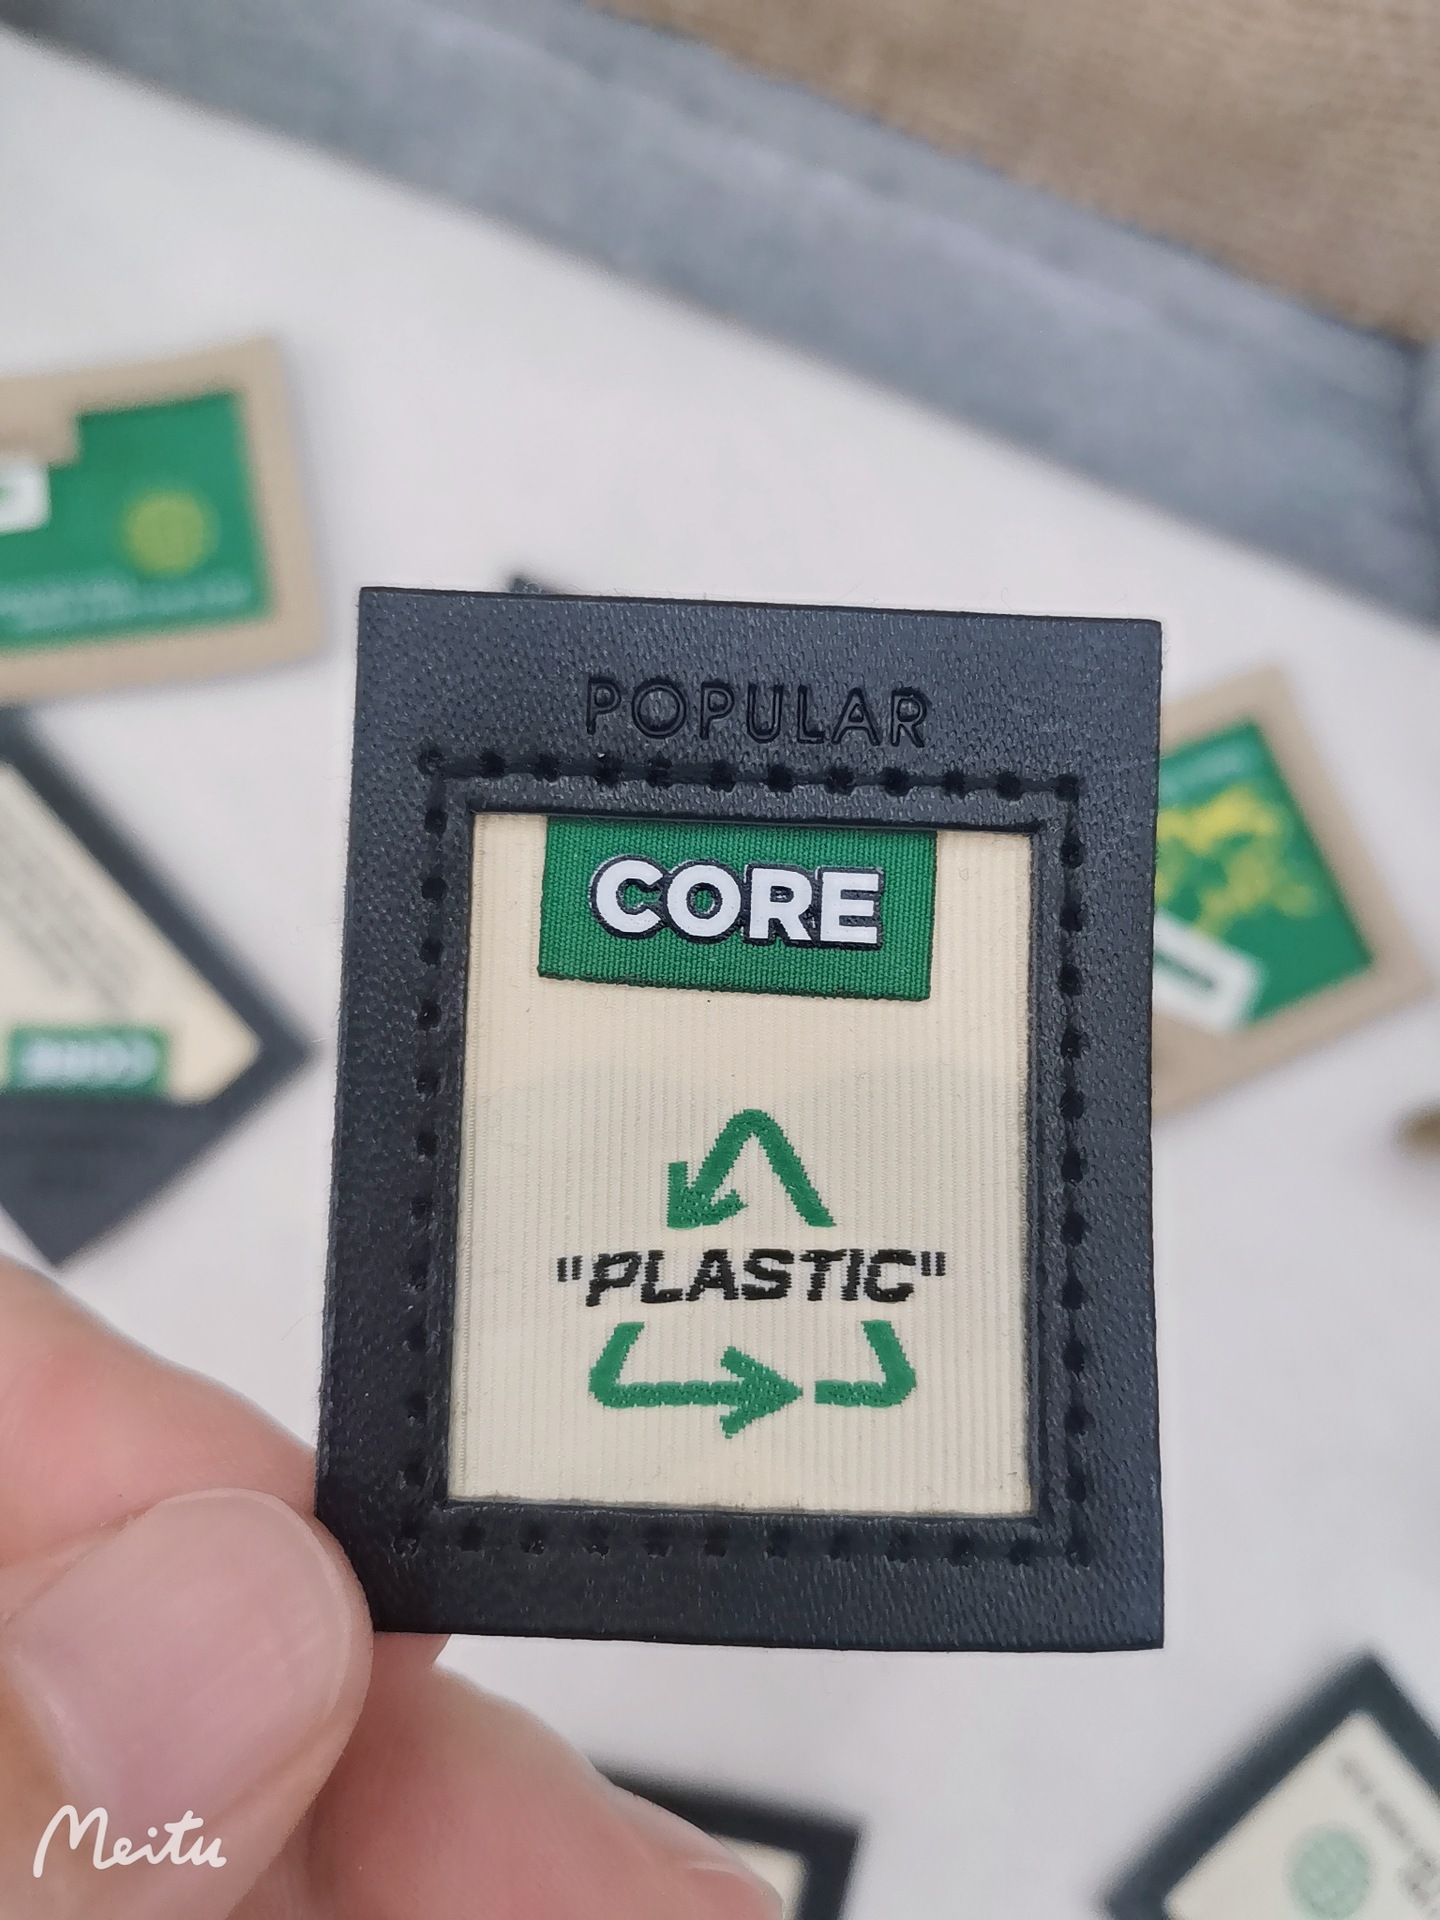 POPULAR
CORE
"PLASTIC"
Meitu